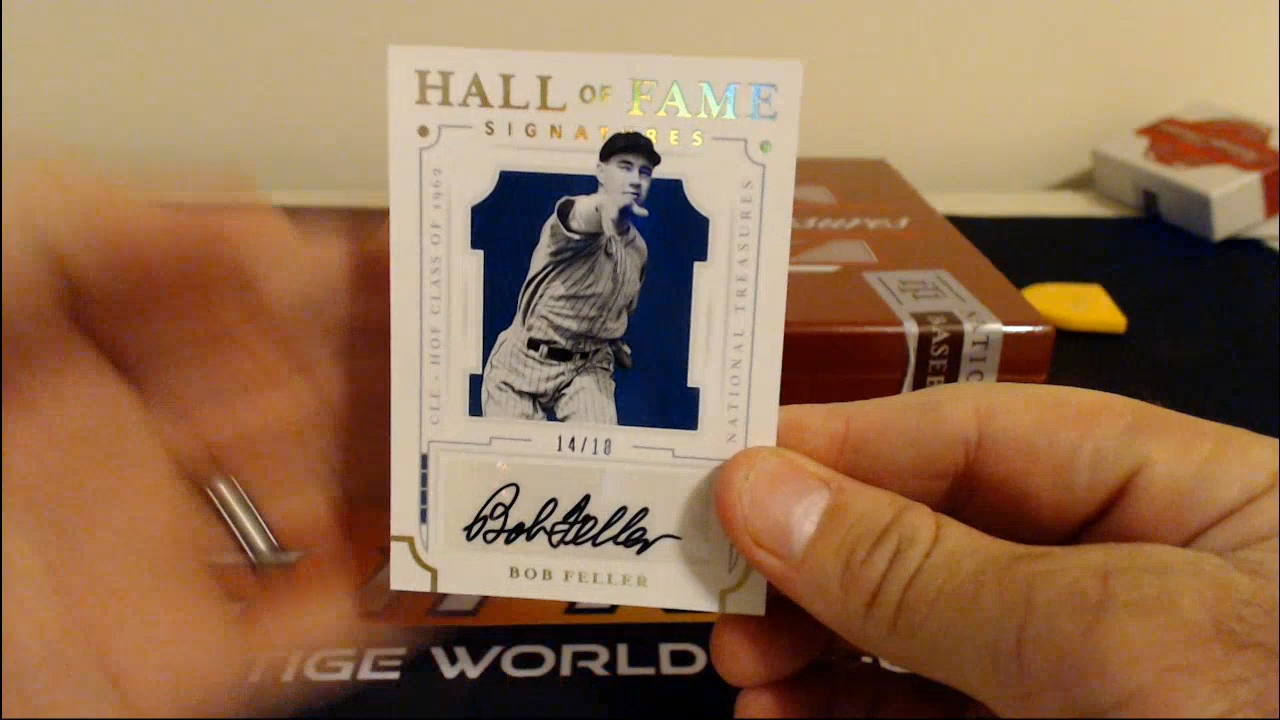 HALL OF FAME
SIGNATURES
CLE - HOF CLASS OF 1962
NATIONAL TREASURES
14/18
Bob Feller
BOB FELLER
WORLD